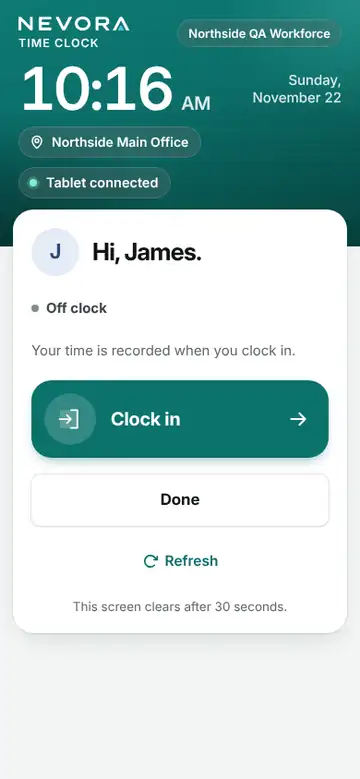 NEVORA
TIME CLOCK
Northside QA Workforce
10:16 AM
Sunday,
November 22
Northside Main Office
Tablet connected
J
Hi, James.
Off clock
Your time is recorded when you clock in.
Clock in
Done
Refresh
This screen clears after 30 seconds.